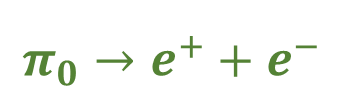 π₀ → e⁺ + e⁻